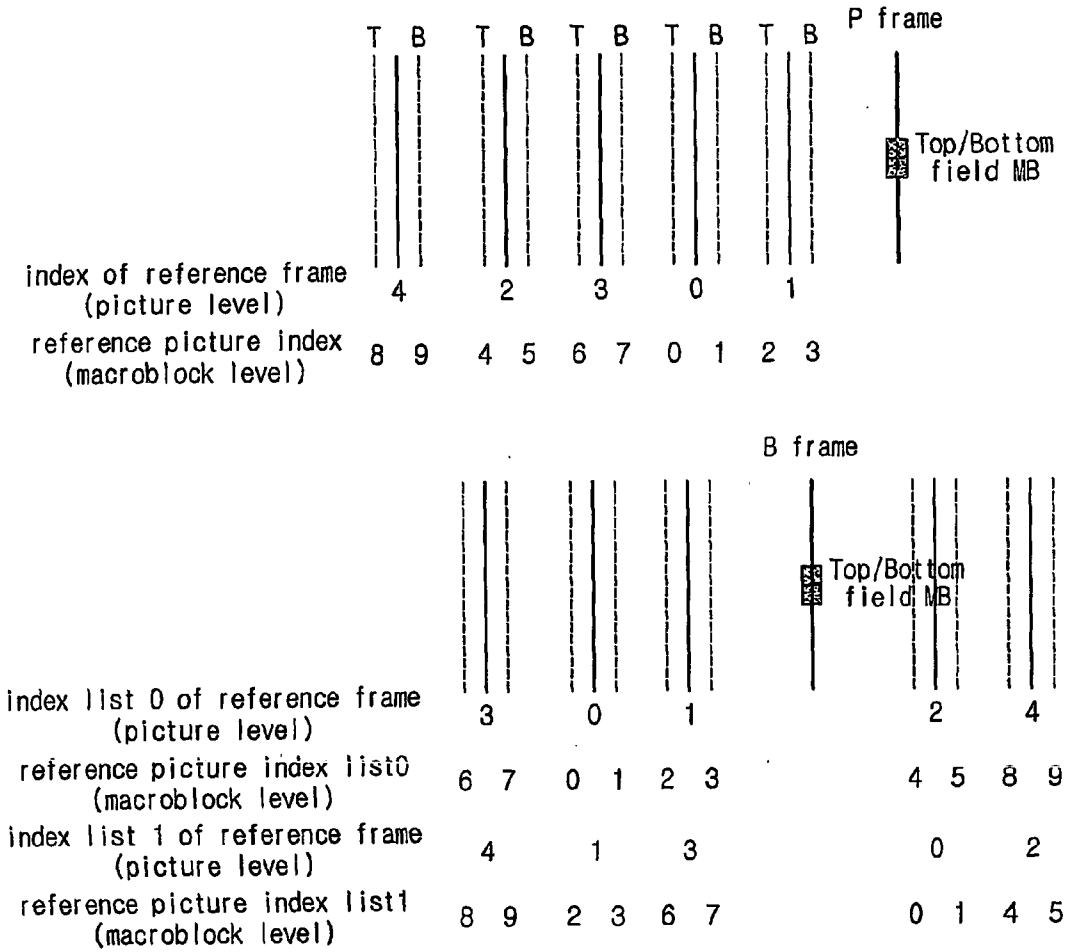 P frame
T B T B T B T B T B
Top/Bottom
field MB
index of reference frame
(picture level)
4 2 3 0 1
reference picture index
(macroblock level)
8 9 4 5 6 7 0 1 2 3
B frame
Top/Bottom
field MB
index list 0 of reference frame
(picture level)
3 0 1 2 4
reference picture index list0
(macroblock level)
6 7 0 1 2 3 4 5 8 9
index list 1 of reference frame
(picture level)
4 1 3 0 2
reference picture index list1
(macroblock level)
8 9 2 3 6 7 0 1 4 5